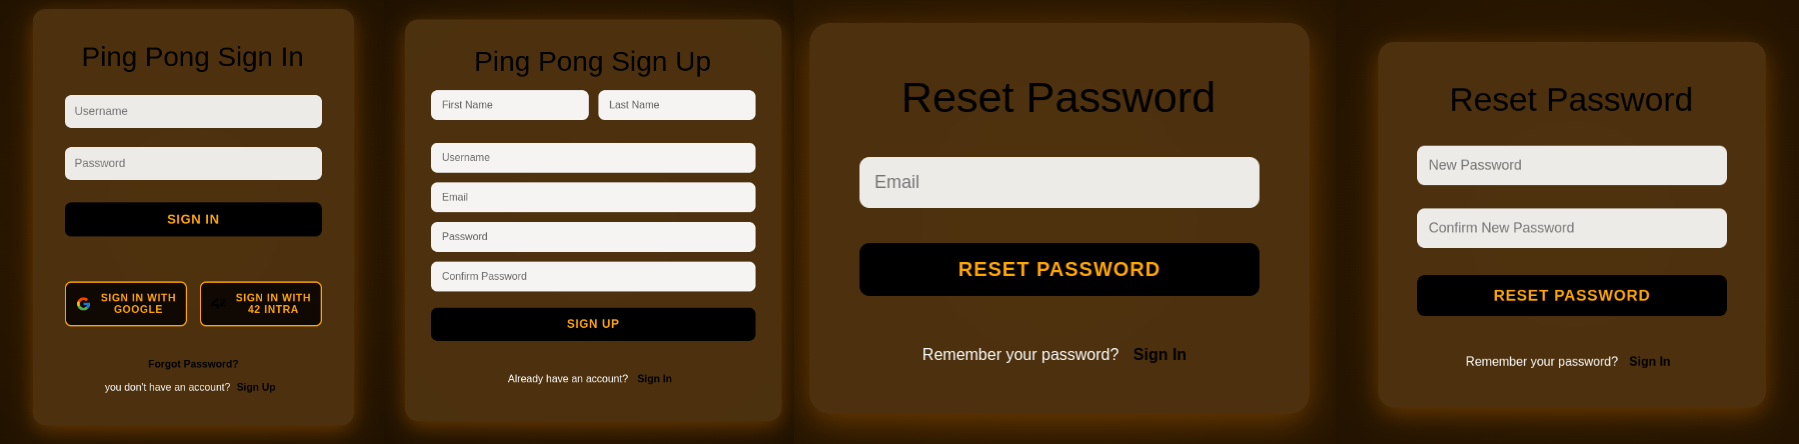 Ping Pong Sign In
Username
Password
SIGN IN
SIGN IN WITH
GOOGLE
SIGN IN WITH
42 INTRA
Forgot Password?
you don't have an account? Sign Up
Ping Pong Sign Up
First Name
Last Name
Username
Email
Password
Confirm Password
SIGN UP
Already have an account? Sign In
Reset Password
Email
RESET PASSWORD
Remember your password? Sign In
Reset Password
New Password
Confirm New Password
RESET PASSWORD
Remember your password? Sign In